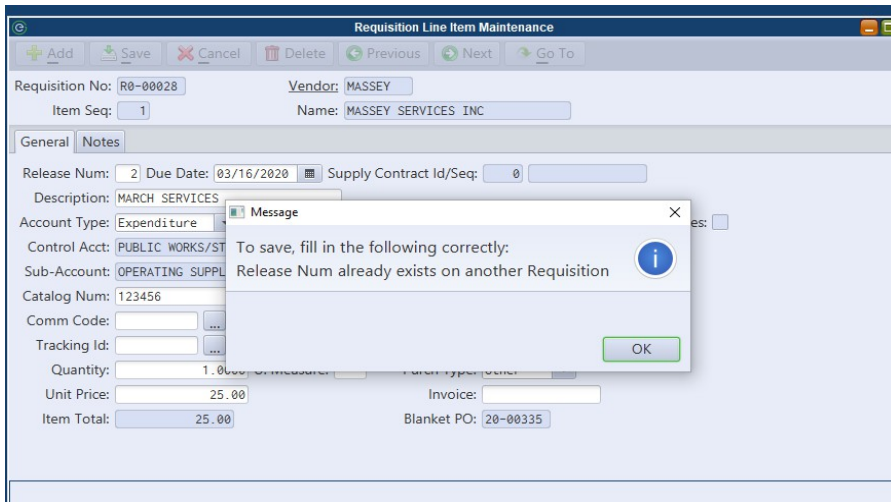 Requisition Line Item Maintenance
Add Save Cancel Delete Previous Next Go To
Requisition No: R0-00028 Vendor: MASSEY
Item Seq: 1 Name: MASSEY SERVICES INC
General Notes
Release Num: 2 Due Date: 03/16/2020 Supply Contract Id/Seq: 0
Description: MARCH SERVICES
Message
Account Type: Expenditure
To save, fill in the following correctly:
Control Acct: PUBLIC WORKS/ST
Release Num already exists on another Requisition
Sub-Account: OPERATING SUPPL
Catalog Num: 123456
Comm Code: ...
Tracking Id: ...
OK
Quantity: 1.0000
Unit Price: 25.00 Invoice:
Item Total: 25.00 Blanket PO: 20-00335